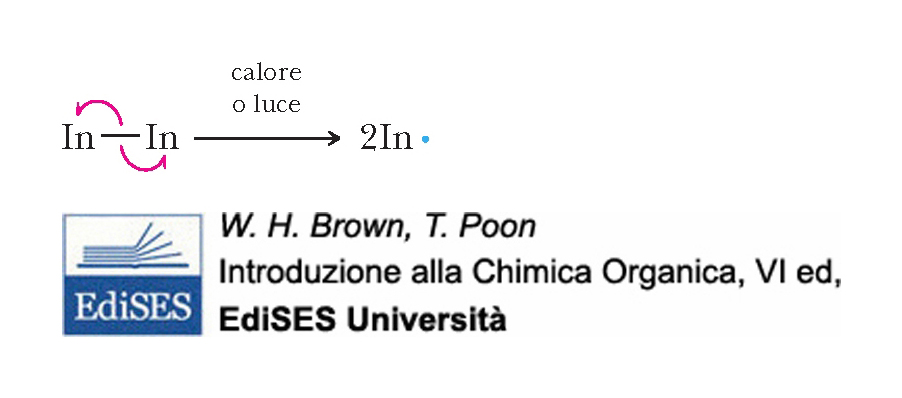 calore
o luce
In—In 2In•
EdiSES
W. H. Brown, T. Poon
Introduzione alla Chimica Organica, VI ed,
EdiSES Università